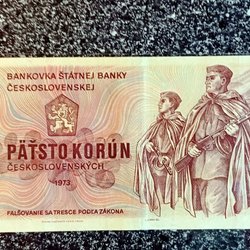 BANKOVKA ŠTÁTNEJ BANKY
ČESKOSLOVENSKEJ
PÄŤSTO KORÚN
ČESKOSLOVENSKÝCH
1973
FALŠOVANIE SA TRESCE PODĽA ZÁKONA